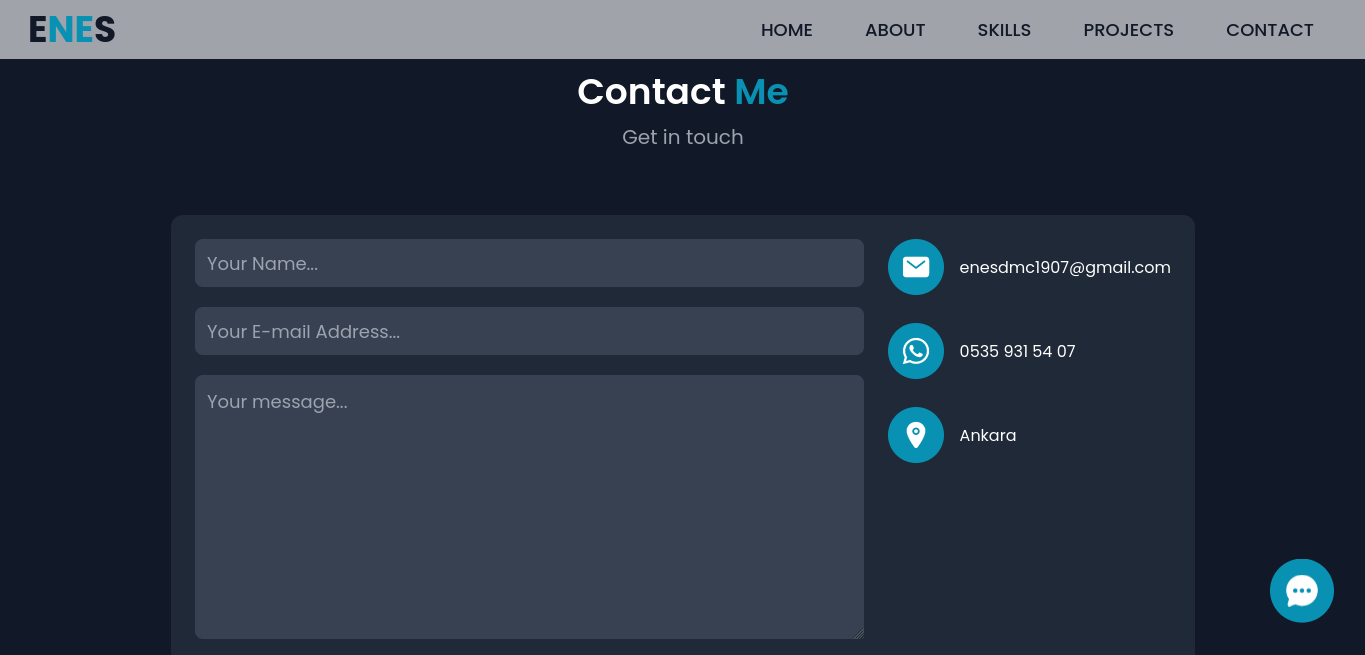 ENES
HOME ABOUT SKILLS PROJECTS CONTACT
Contact Me
Get in touch
Your Name...
Your E-mail Address...
Your message...
enesdmc1907@gmail.com
0535 931 54 07
Ankara